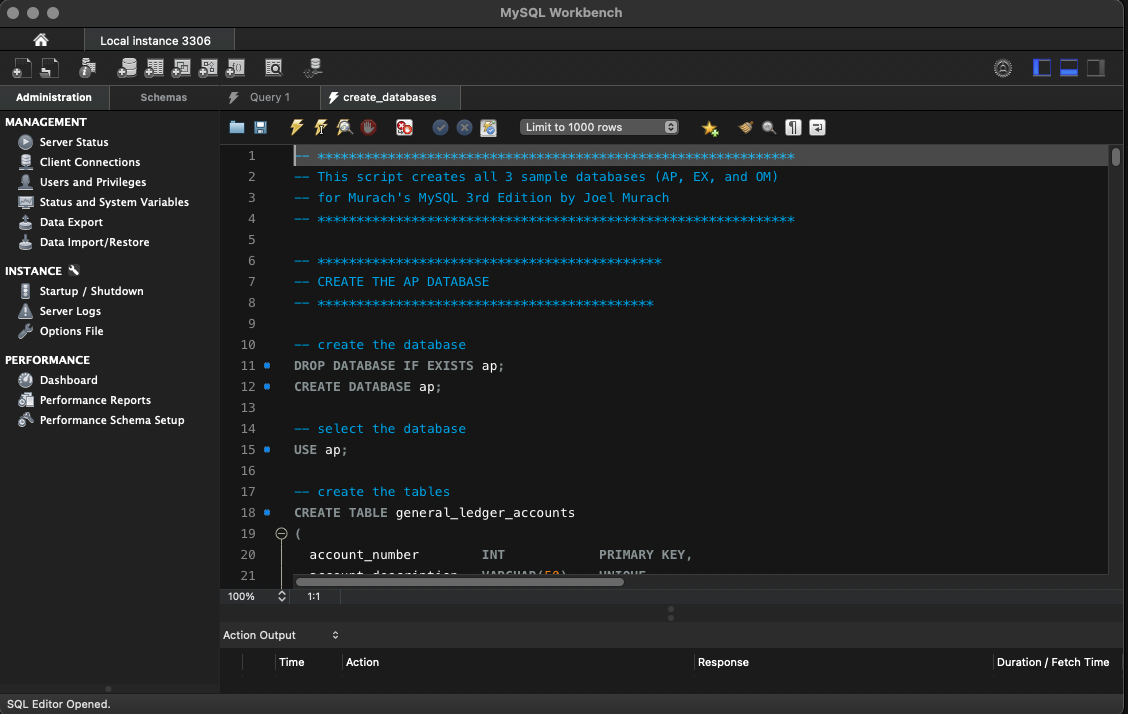 MySQL Workbench
Local instance 3306
Administration
Schemas
Query 1
create_databases
MANAGEMENT
Server Status
Client Connections
Users and Privileges
Status and System Variables
Data Export
Data Import/Restore
INSTANCE
Startup / Shutdown
Server Logs
Options File
PERFORMANCE
Dashboard
Performance Reports
Performance Schema Setup
Limit to 1000 rows
1 -- *************************************************************
2 -- This script creates all 3 sample databases (AP, EX, and OM)
3 -- for Murach's MySQL 3rd Edition by Joel Murach
4 -- *************************************************************
5
6 -- ********************************************
7 -- CREATE THE AP DATABASE
8 -- *******************************************
9
10 -- create the database
11 DROP DATABASE IF EXISTS ap;
12 CREATE DATABASE ap;
13
14 -- select the database
15 USE ap;
16
17 -- create the tables
18 CREATE TABLE general_ledger_accounts
19 (
20 account_number INT PRIMARY KEY,
21 account_description VARCHAR(50) UNIQUE
100% 1:1
Action Output
Time Action Response Duration / Fetch Time
SQL Editor Opened.